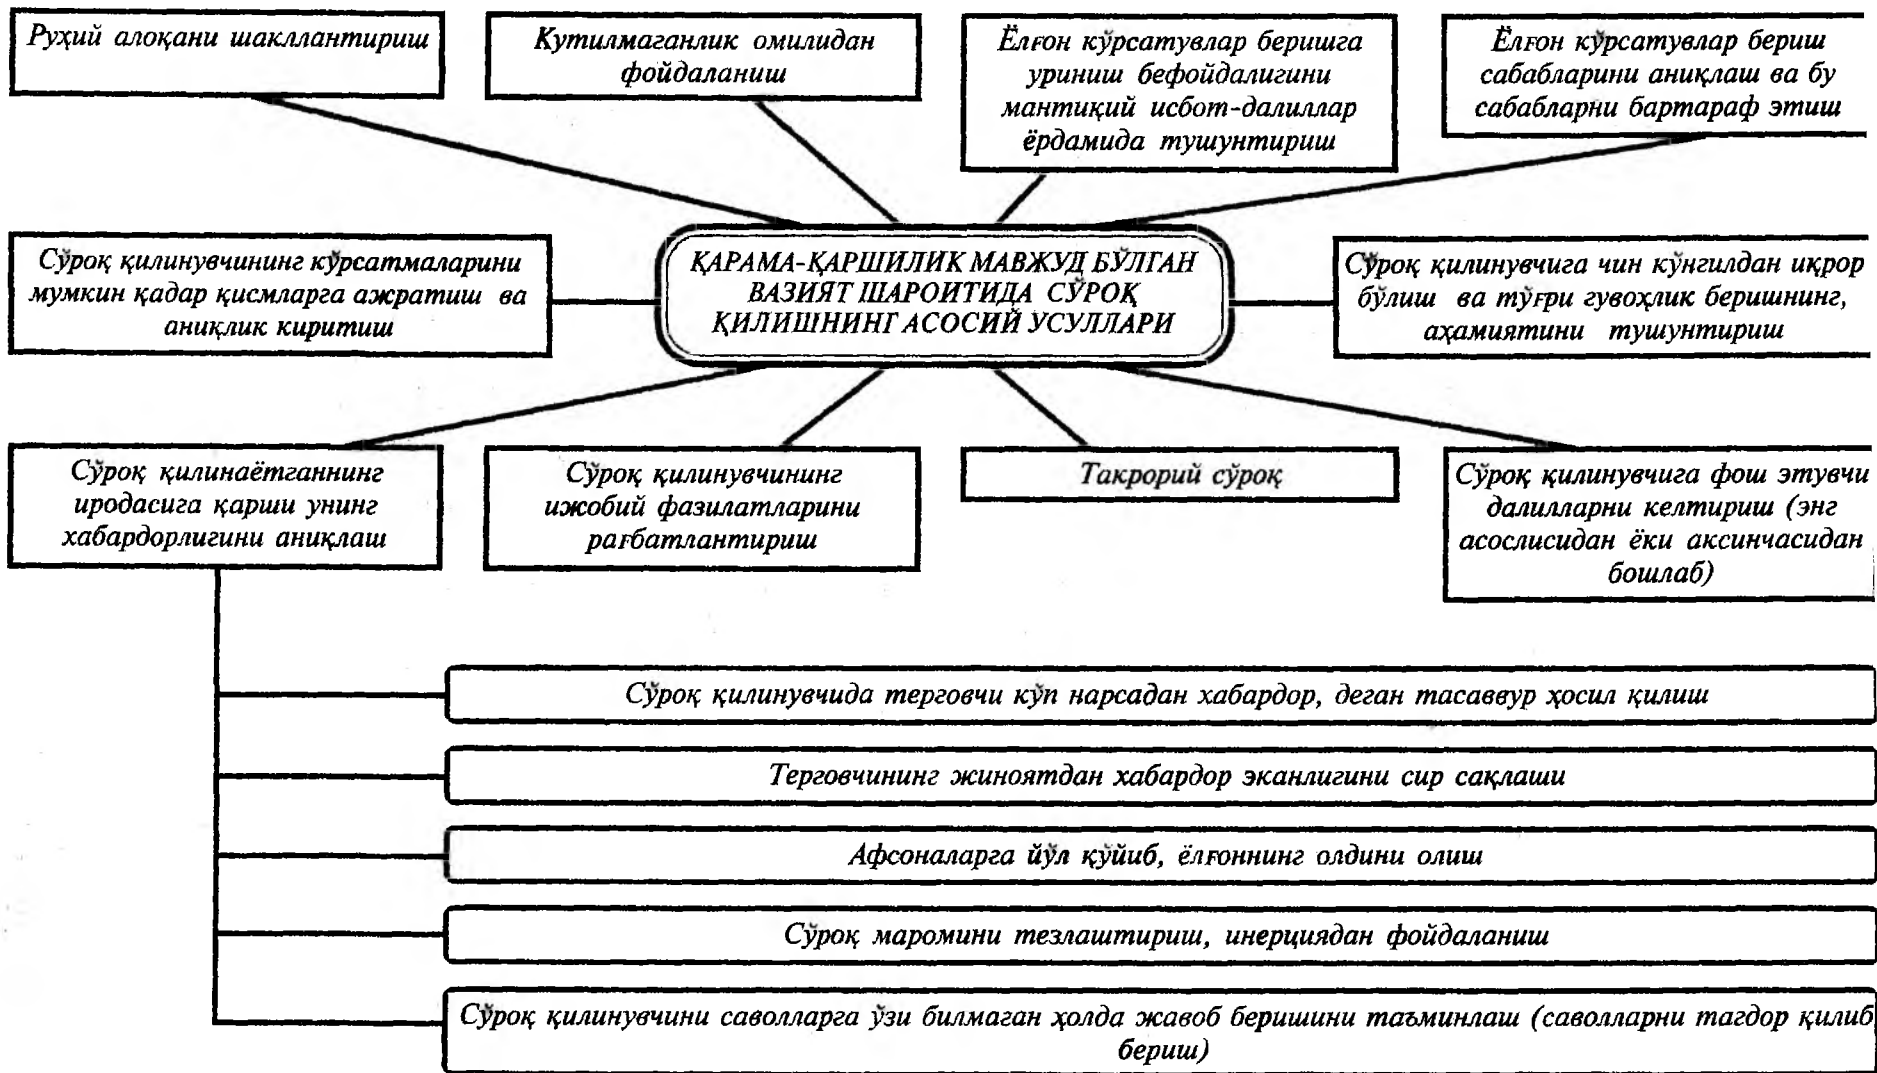 Руҳий алоқани шакллантириш
Кутилмаганлик омилидан
фойдаланиш
Ёлғон кўрсатувлар беришга
уриниш бефойдалигини
мантиқий исбот-далиллар
ёрдамида тушунтириш
Ёлғон кўрсатувлар бериш
сабабларини аниқлаш ва бу
сабабларни бартараф этиш
Сўроқ қилинувчининг кўрсатмаларини
мумкин қадар қисмларга ажратиш ва
аниқлик киритиш
ҚАРАМА-ҚАРШИЛИК МАВЖУД БЎЛГАН
ВАЗИЯТ ШАРОИТИДА СЎРОҚ
ҚИЛИШНИНГ АСОСИЙ УСУЛЛАРИ
Сўроқ қилинувчига чин кўнгилдан иқрор
бўлиш ва тўғри гувоҳлик беришнинг,
аҳамиятини тушунтириш
Сўроқ қилинаётганнинг
иродасига қарши унинг
хабардорлигини аниқлаш
Сўроқ қилинувчининг
ижобий фазилатларини
рағбатлантириш
Такрорий сўроқ
Сўроқ қилинувчига фош этувчи
далилларни келтириш (энг
асослисидан ёки аксинчасидан
бошлаб)
Сўроқ қилинувчида терговчи кўп нарсадан хабардор, деган тасаввур ҳосил қилиш
Терговчининг жиноятдан хабардор эканлигини сир сақлаши
Афсоналарга йўл қўйиб, ёлғоннинг олдини олиш
Сўроқ маромини тезлаштириш, инерциядан фойдаланиш
Сўроқ қилинувчини саволларга ўзи билмаган ҳолда жавоб беришини таъминлаш (саволларни тагдор қилиб
бериш)